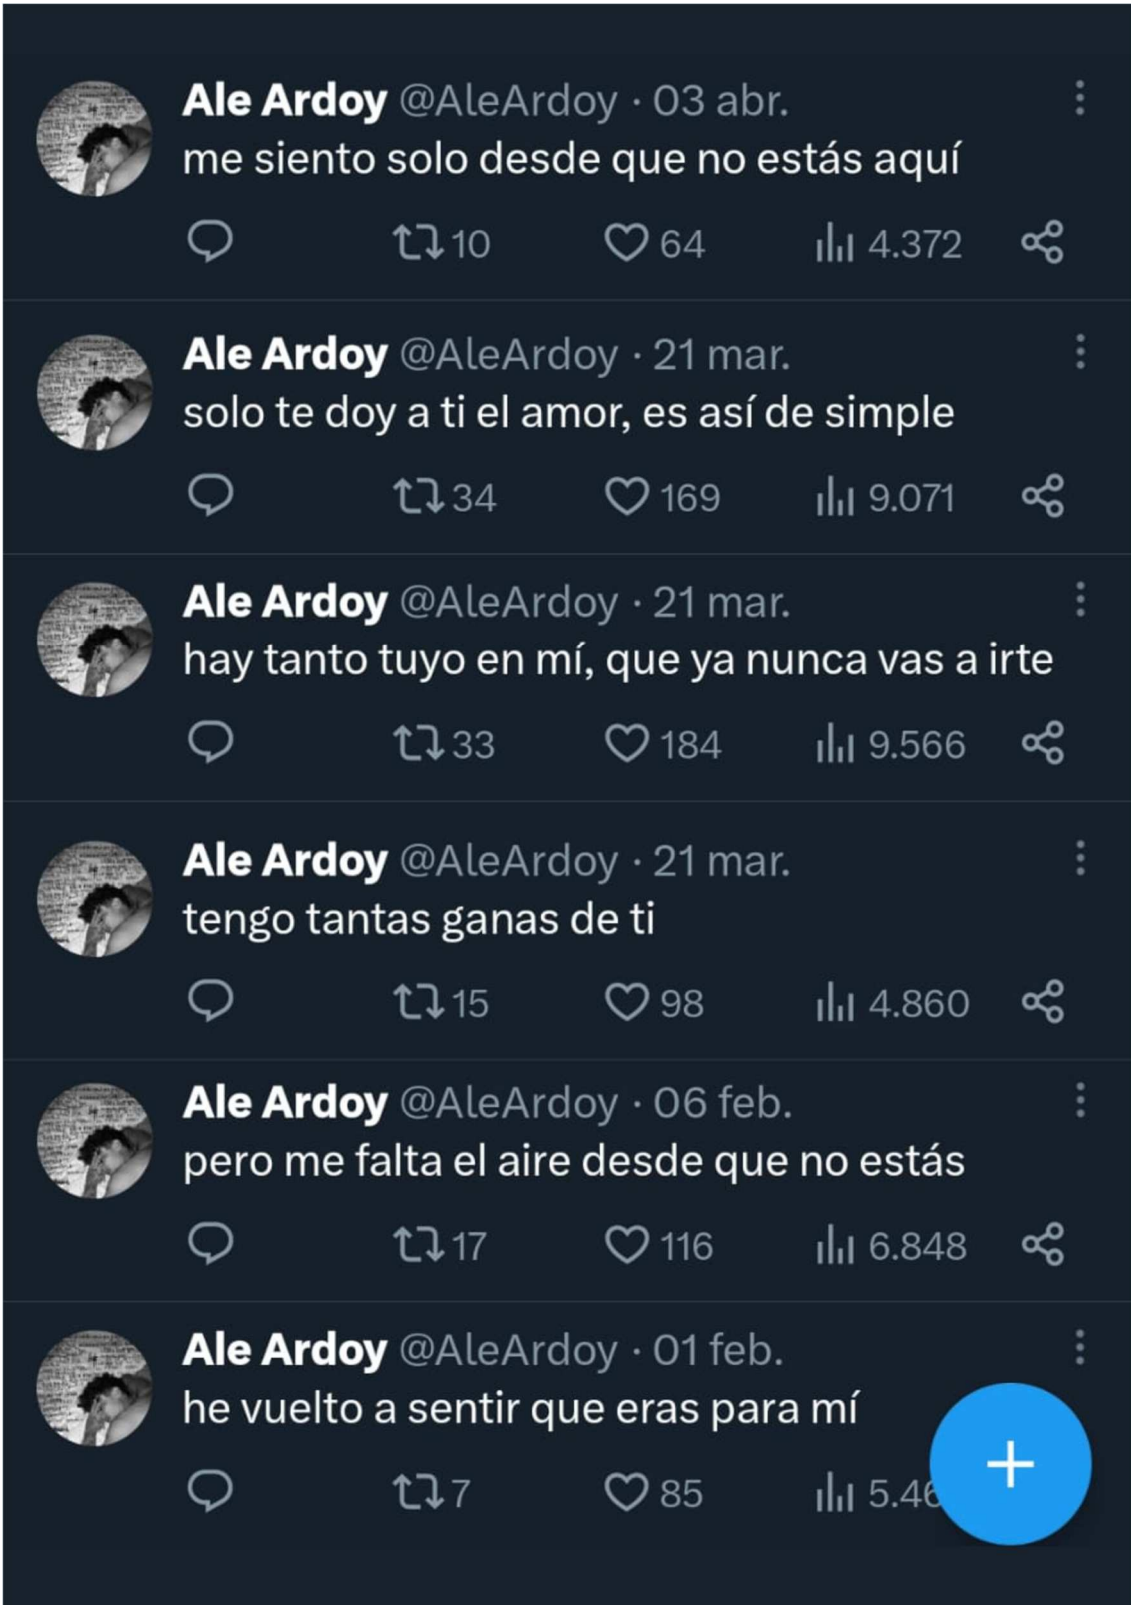 Ale Ardoy @AleArdoy · 03 abr.
me siento solo desde que no estás aquí
10 64 4.372
Ale Ardoy @AleArdoy · 21 mar.
solo te doy a ti el amor, es así de simple
34 169 9.071
Ale Ardoy @AleArdoy · 21 mar.
hay tanto tuyo en mí, que ya nunca vas a irte
33 184 9.566
Ale Ardoy @AleArdoy · 21 mar.
tengo tantas ganas de ti
15 98 4.860
Ale Ardoy @AleArdoy · 06 feb.
pero me falta el aire desde que no estás
17 116 6.848
Ale Ardoy @AleArdoy · 01 feb.
he vuelto a sentir que eras para mí
7 85